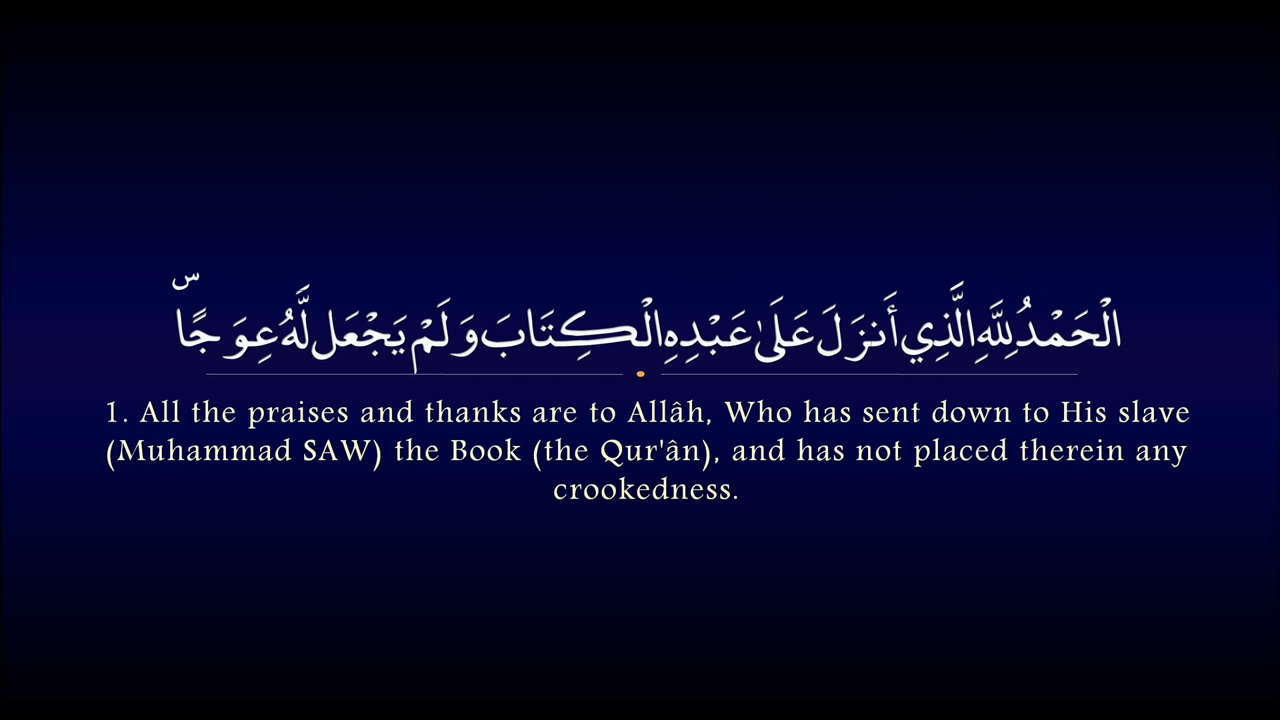 الْحَمْدُ لِلَّهِ الَّذِي أَنزَلَ عَلَىٰ عَبْدِهِ الْكِتَابَ وَلَمْ يَجْعَل لَّهُ عِوَجًا ۜ
1. All the praises and thanks are to Allâh, Who has sent down to His slave
(Muhammad SAW) the Book (the Qur'ân), and has not placed therein any
crookedness.